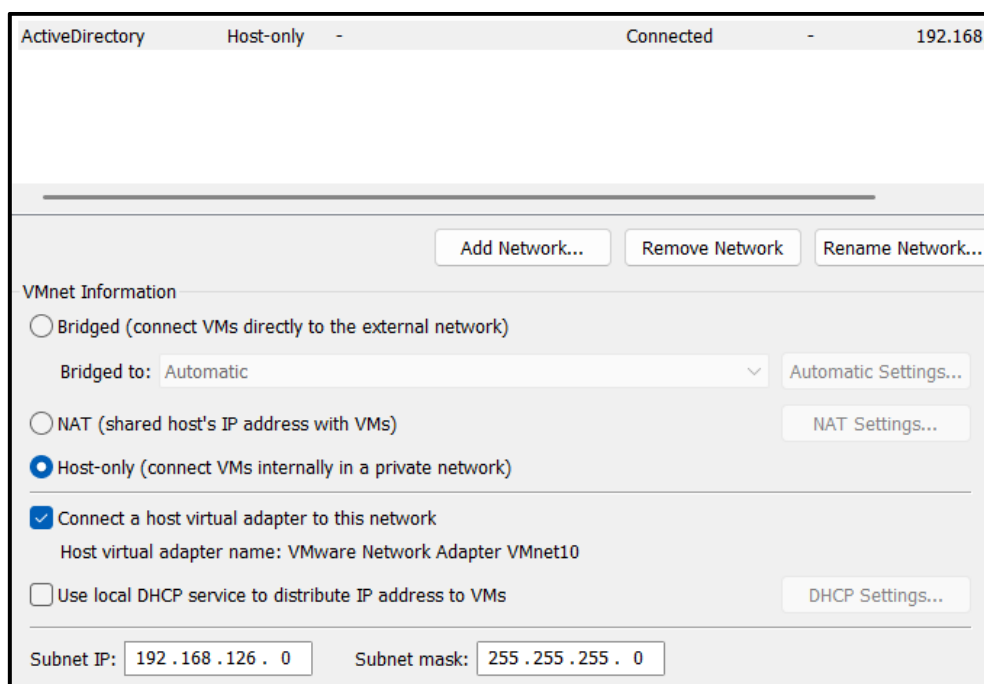 ActiveDirectory Host-only - Connected - 192.168
Add Network... Remove Network Rename Network...
VMnet Information
Bridged (connect VMs directly to the external network)
Bridged to: Automatic Automatic Settings...
NAT (shared host's IP address with VMs) NAT Settings...
Host-only (connect VMs internally in a private network)
Connect a host virtual adapter to this network
Host virtual adapter name: VMware Network Adapter VMnet10
Use local DHCP service to distribute IP address to VMs DHCP Settings...
Subnet IP: 192 . 168 . 126 . 0 Subnet mask: 255 . 255 . 255 . 0